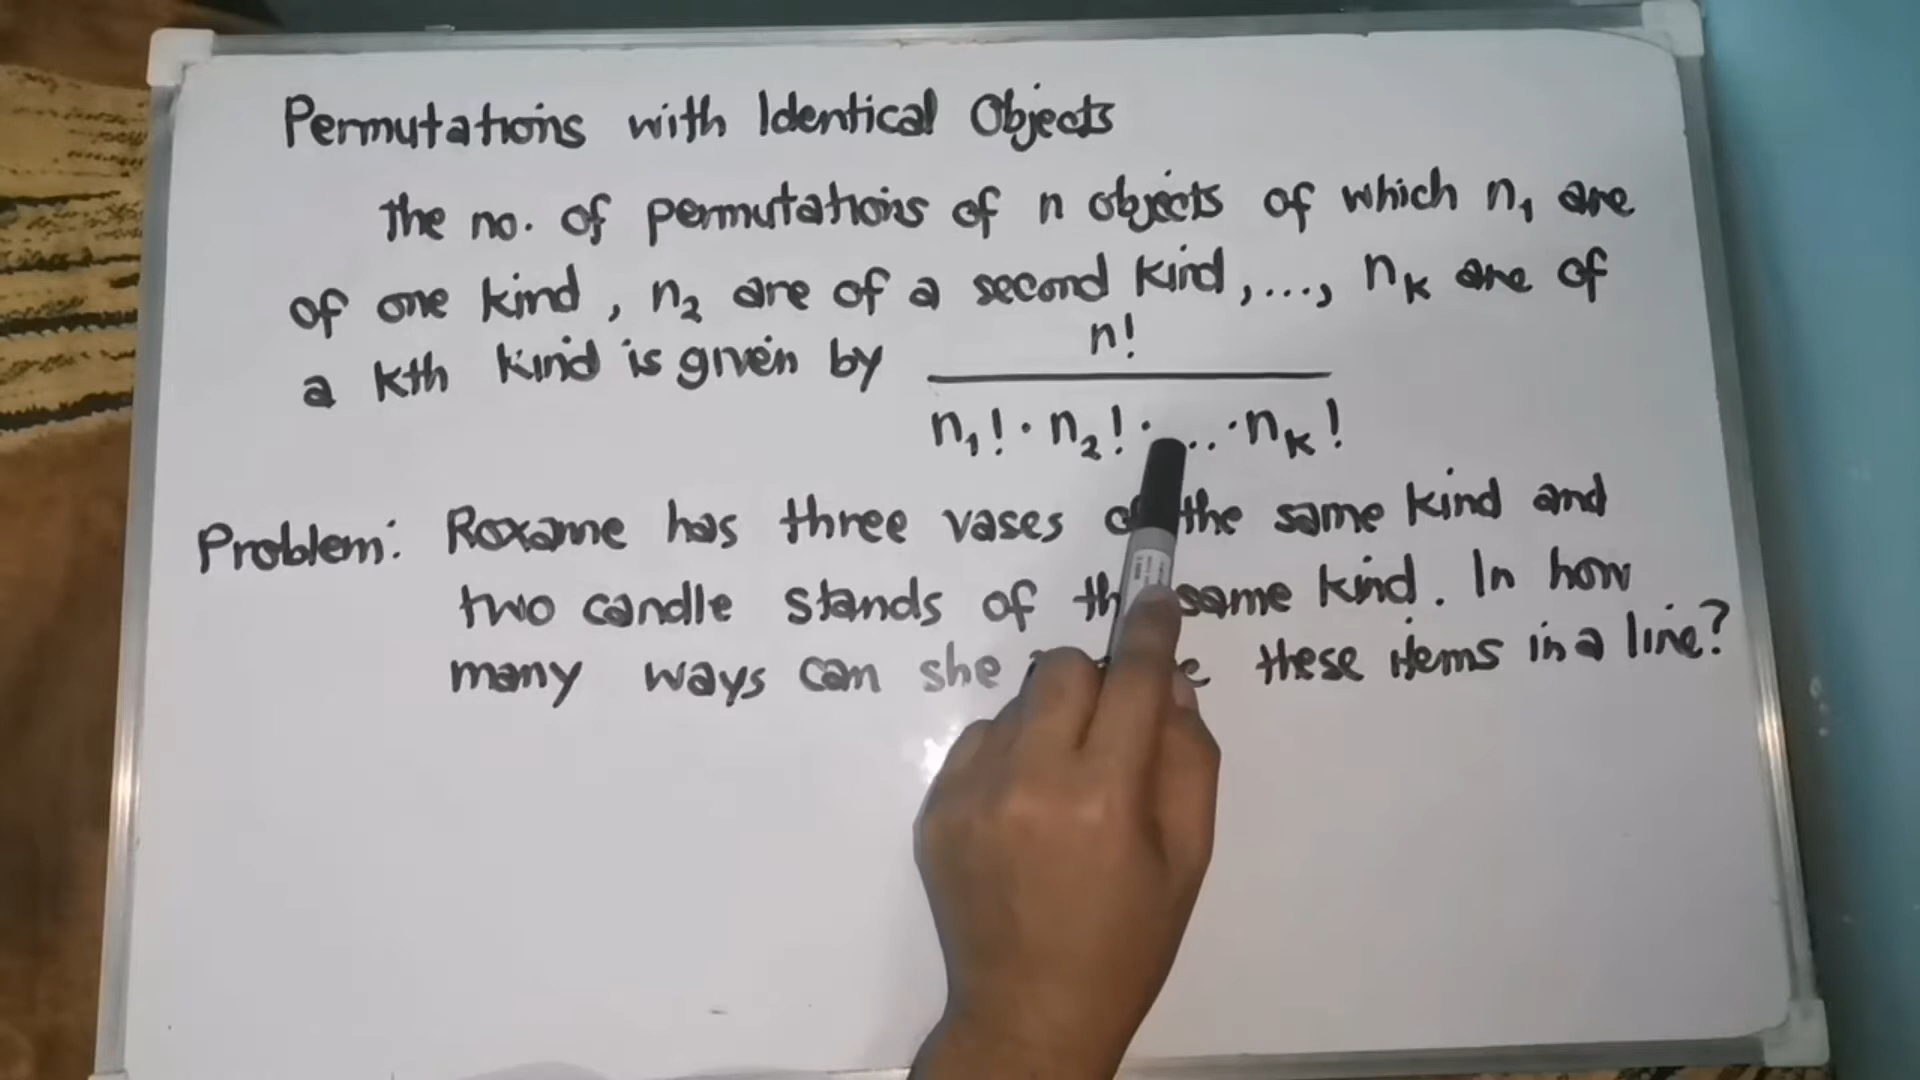 Permutations with Identical Objects
The no. of permutations of n objects of which n₁ are
of one kind, n₂ are of a second kind, ..., nₖ are of
a kth kind is given by
n!
n₁! · n₂! · ... · nₖ!
Problem: Roxanne has three vases the same kind and
two candle stands of same kind. In how
many ways can she these items in a line?